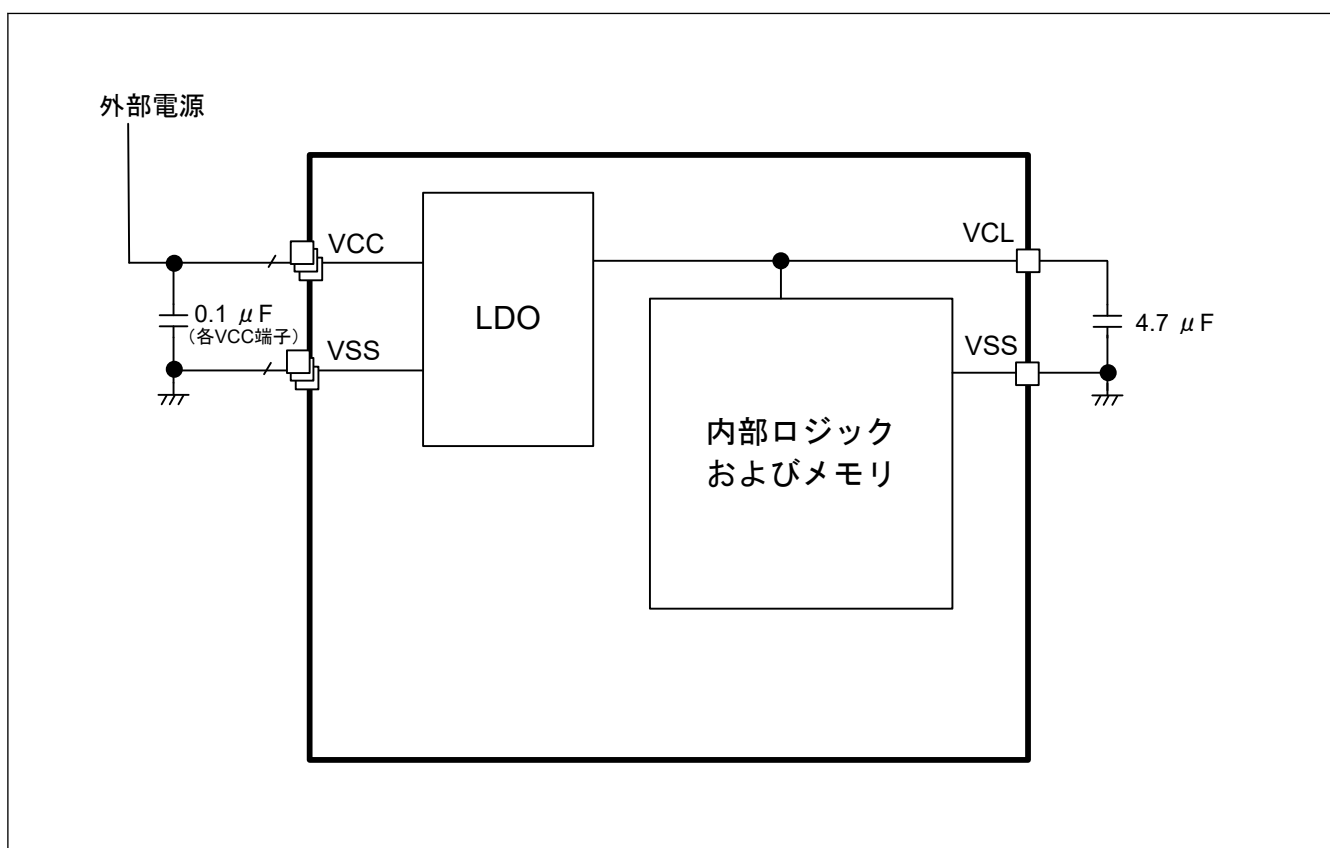 外部電源
VCC
VCL
0.1 μF
（各VCC端子）
LDO
4.7 μF
VSS
VSS
内部ロジック
およびメモリ